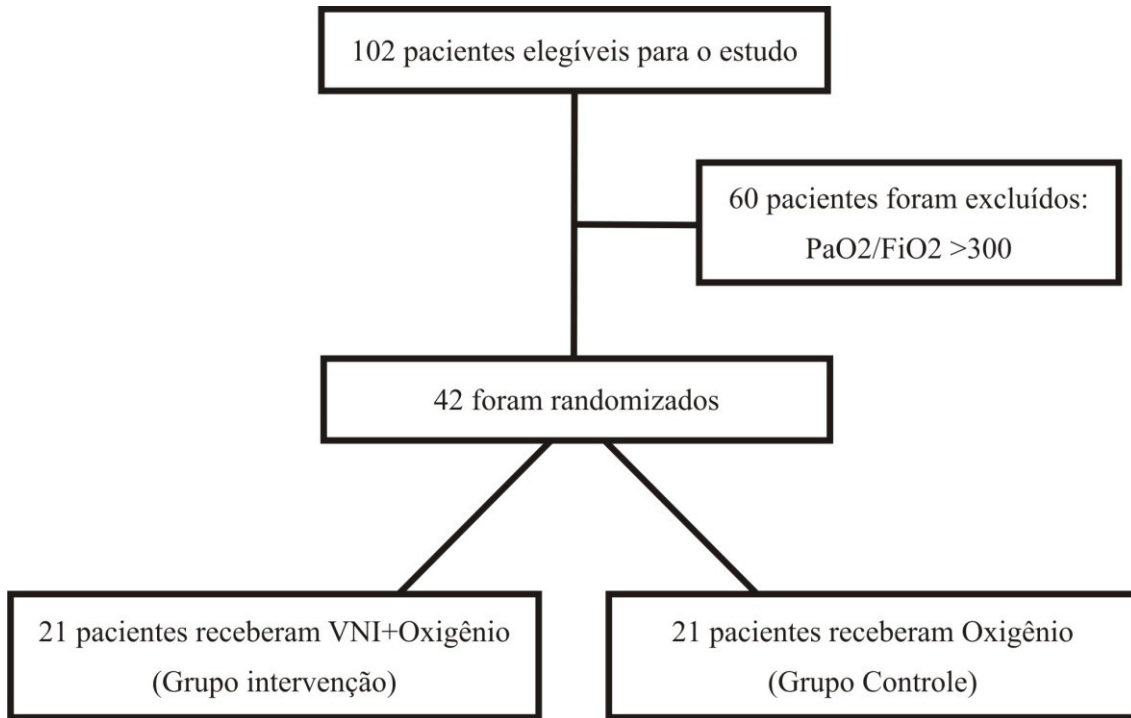 102 pacientes elegíveis para o estudo
60 pacientes foram excluídos:
PaO2/FiO2 >300
42 foram randomizados
21 pacientes receberam VNI+Oxigênio
(Grupo intervenção)
21 pacientes receberam Oxigênio
(Grupo Controle)